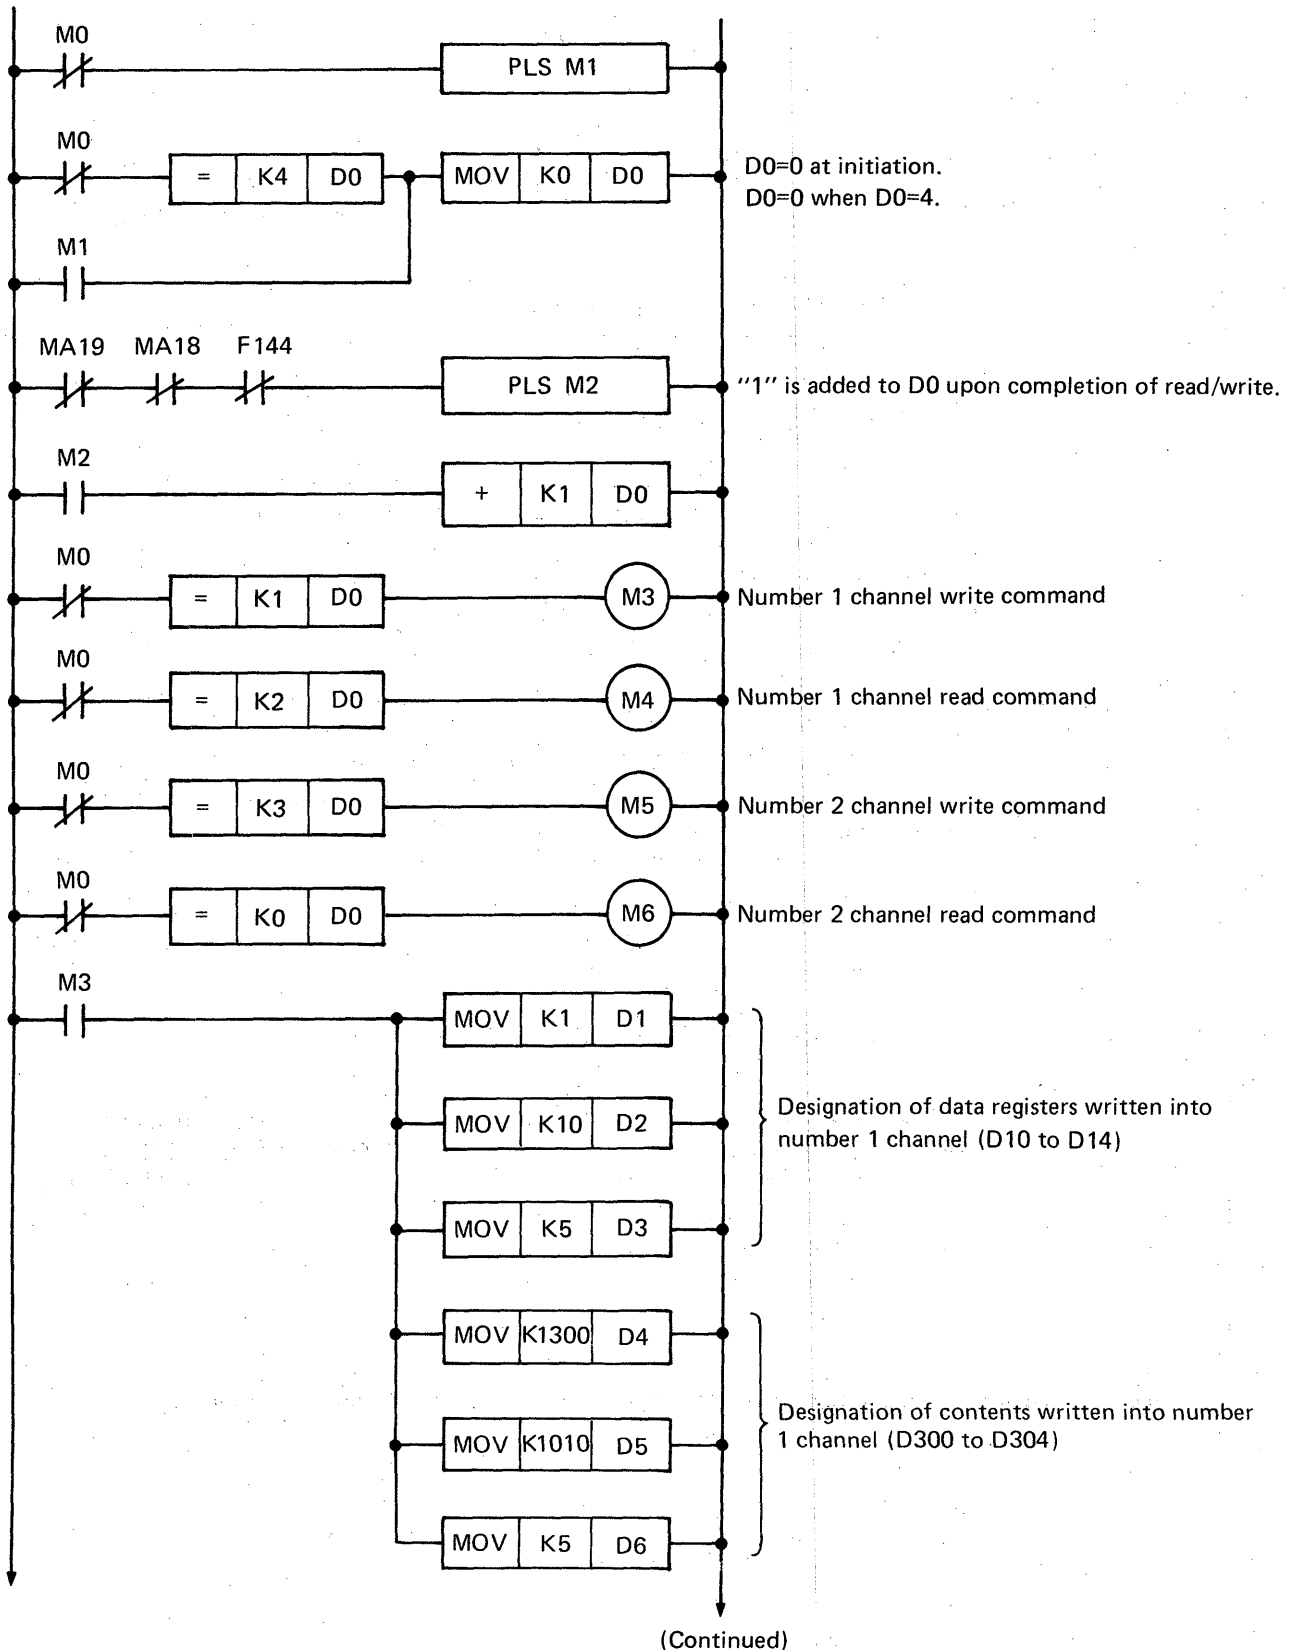 M0
PLS M1
M0
= K4 D0 MOV K0 D0
D0=0 at initiation.
D0=0 when D0=4.
M1
MA19 MA18 F144
PLS M2 "1" is added to D0 upon completion of read/write.
M2
+ K1 D0
M0
= K1 D0 M3 Number 1 channel write command
M0
= K2 D0 M4 Number 1 channel read command
M0
= K3 D0 M5 Number 2 channel write command
M0
= K0 D0 M6 Number 2 channel read command
M3
MOV K1 D1
MOV K10 D2
Designation of data registers written into
number 1 channel (D10 to D14)
MOV K5 D3
MOV K1300 D4
MOV K1010 D5
Designation of contents written into number
1 channel (D300 to D304)
MOV K5 D6
(Continued)